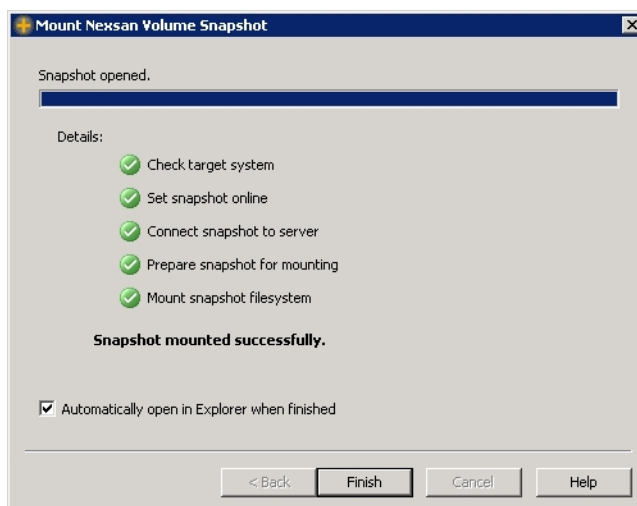 Mount Nexsan Volume Snapshot
Snapshot opened.
Details:
Check target system
Set snapshot online
Connect snapshot to server
Prepare snapshot for mounting
Mount snapshot filesystem
Snapshot mounted successfully.
Automatically open in Explorer when finished
< Back Finish Cancel Help